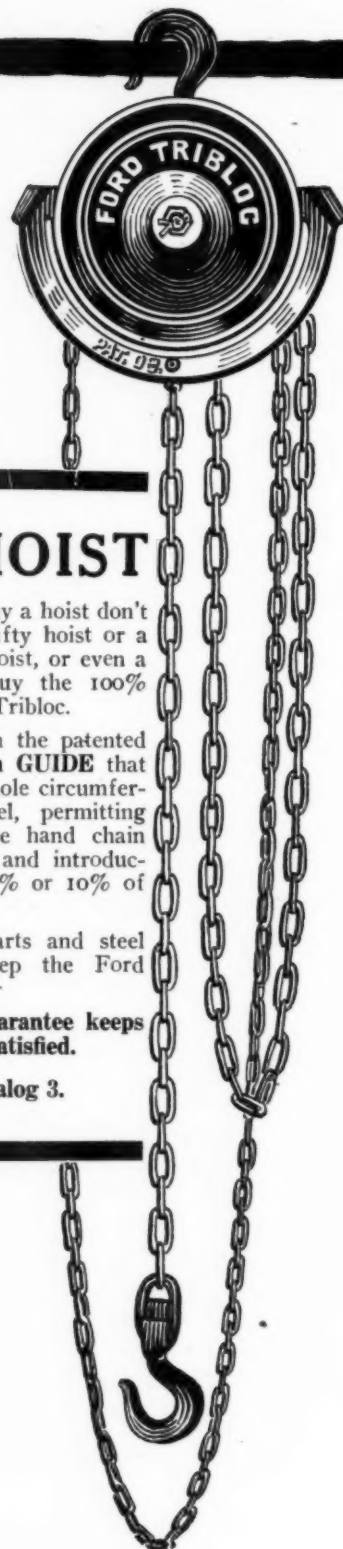 FORD TRIBLOC
PAT. 09.
HOIST
y a hoist don't
fty hoist or a
oist, or even a
uy the 100%
Tribloc.
n the patented
n GUIDE that
ole circumfer-
el, permitting
e hand chain
and introduc-
% or 10% of
arts and steel
ep the Ford
arantee keeps
atisfied.
alog 3.